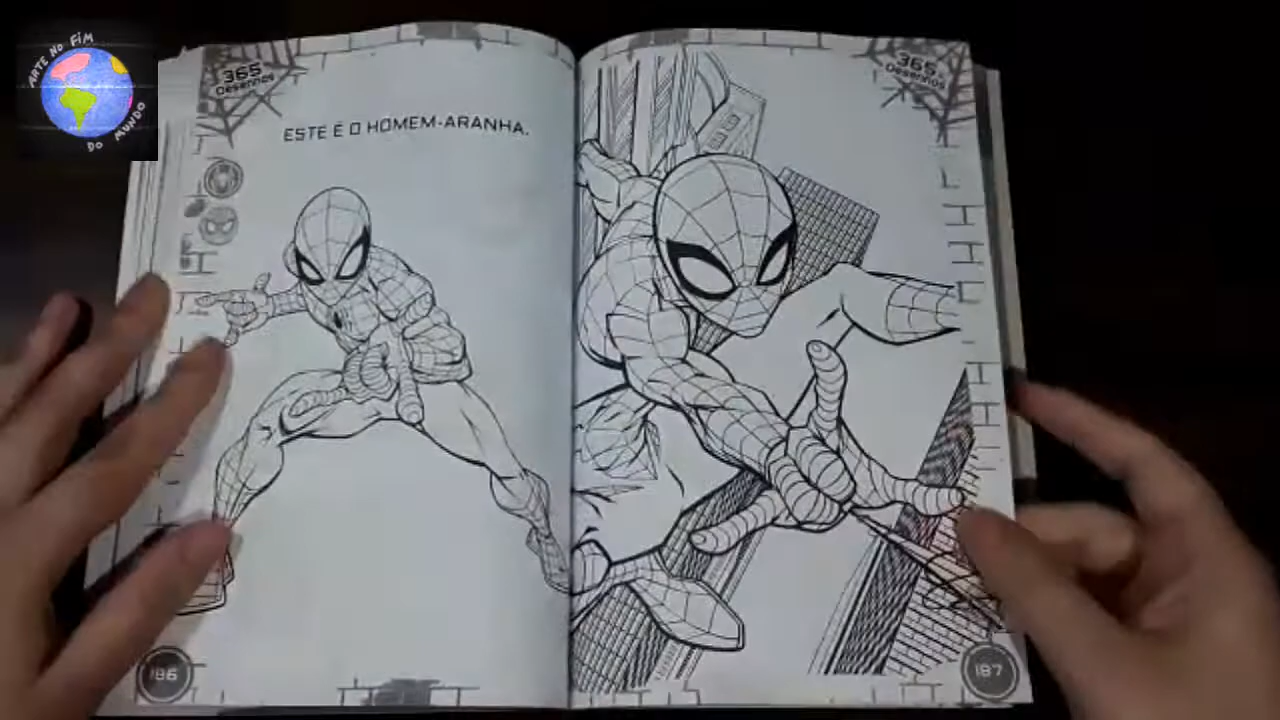 ARTE NO FIM
DO MUNDO
365
Desenhos
ESTE É O HOMEM-ARANHA.
186
365
Desenhos
187